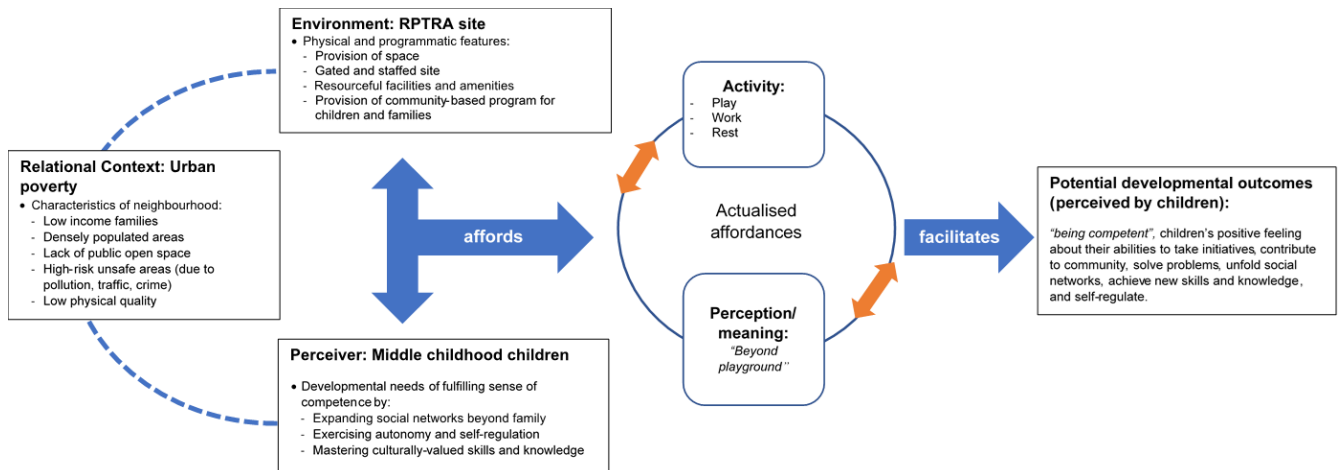 Environment: RPTRA site
• Physical and programmatic features:
- Provision of space
- Gated and staffed site
- Resourceful facilities and amenities
- Provision of community-based program for
children and families
Relational Context: Urban
poverty
• Characteristics of neighbourhood:
- Low income families
- Densely populated areas
- Lack of public open space
- High-risk unsafe areas (due to
pollution, traffic, crime)
- Low physical quality
Perceiver: Middle childhood children
• Developmental needs of fulfilling sense of
competence by:
- Expanding social networks beyond family
- Exercising autonomy and self-regulation
- Mastering culturally-valued skills and knowledge
affords
Activity:
- Play
- Work
- Rest
Actualised
affordances
Perception/
meaning:
“Beyond
playground”
facilitates
Potential developmental outcomes
(perceived by children):
“being competent”, children’s positive feeling
about their abilities to take initiatives, contribute
to community, solve problems, unfold social
networks, achieve new skills and knowledge,
and self-regulate.